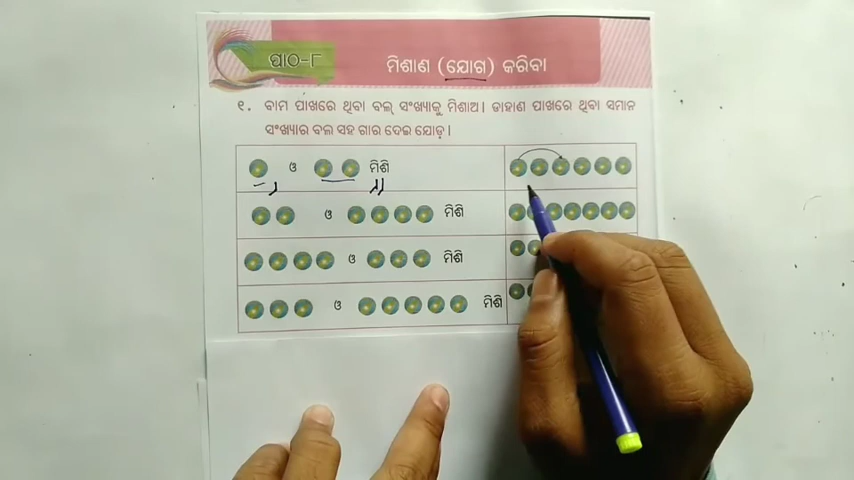 ପାଠ-୮
ମିଶାଣ (ଯୋଗ) କରିବା
୧. ବାମ ପାଖରେ ଥିବା ବଲ୍ ସଂଖ୍ୟାକୁ ମିଶାଅ। ଡାହାଣ ପାଖରେ ଥିବା ସମାନ
ସଂଖ୍ୟାର ବଲ ସହ ଗାର ଦେଇ ଯୋଡ଼।
ଓ ମିଶି
ଓ ମିଶି
ଓ ମିଶି
ଓ ମିଶି